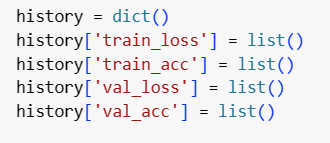 history = dict()
history['train_loss'] = list()
history['train_acc'] = list()
history['val_loss'] = list()
history['val_acc'] = list()